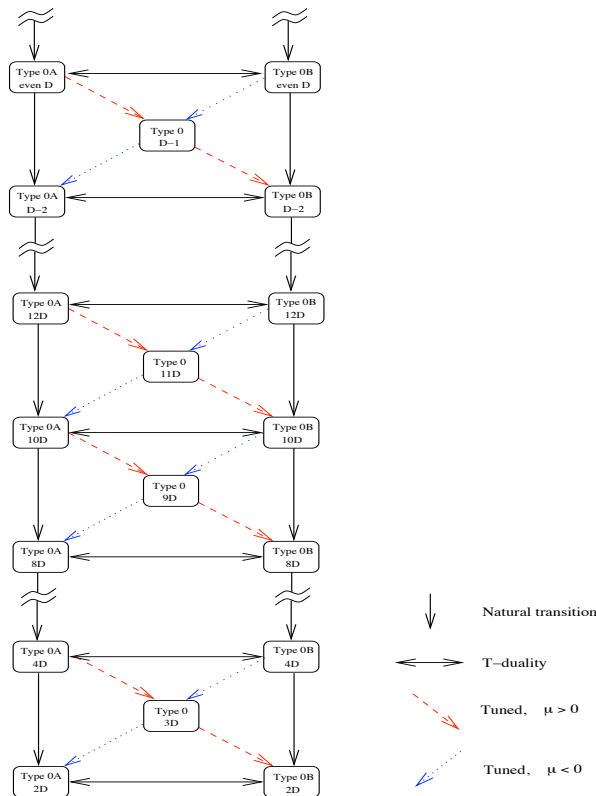 Type 0A
even D
Type 0B
even D
Type 0
D−1
Type 0A
D−2
Type 0B
D−2
Type 0A
12D
Type 0B
12D
Type 0
11D
Type 0A
10D
Type 0B
10D
Type 0
9D
Type 0A
8D
Type 0B
8D
Natural transition
Type 0A
4D
Type 0B
4D
T−duality
Type 0
3D
Tuned, μ > 0
Type 0A
2D
Type 0B
2D
Tuned, μ < 0